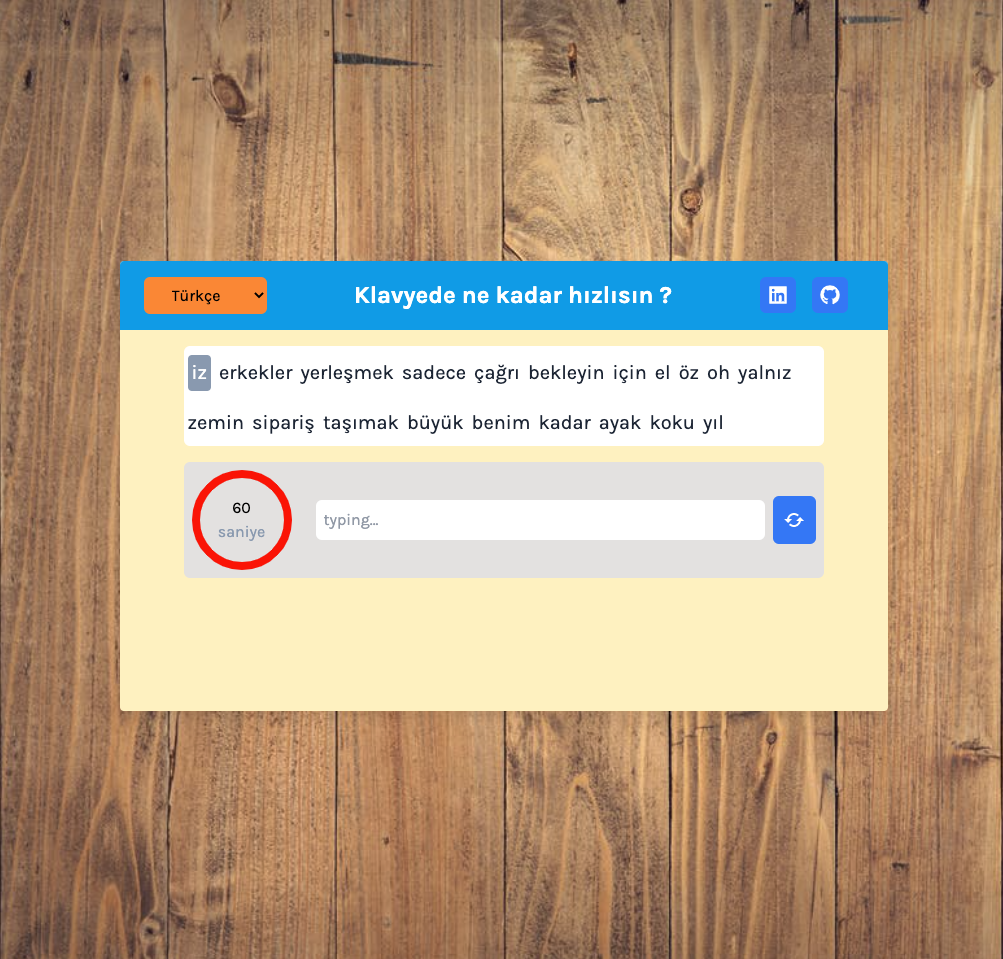 Türkçe
Klavyede ne kadar hızlısın ?
iz erkekler yerleşmek sadece çağrı bekleyin için el öz oh yalnız
zemin sipariş taşımak büyük benim kadar ayak koku yıl
60
saniye
typing...